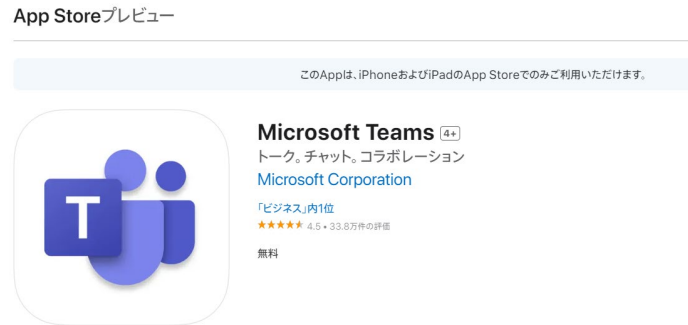 App Storeプレビュー
このAppは、iPhoneおよびiPadのApp Storeでのみご利用いただけます。
Microsoft Teams 4+
トーク。チャット。コラボレーション
Microsoft Corporation
「ビジネス」内1位
★★★★★ 4.5 • 33.8万件の評価
無料
T